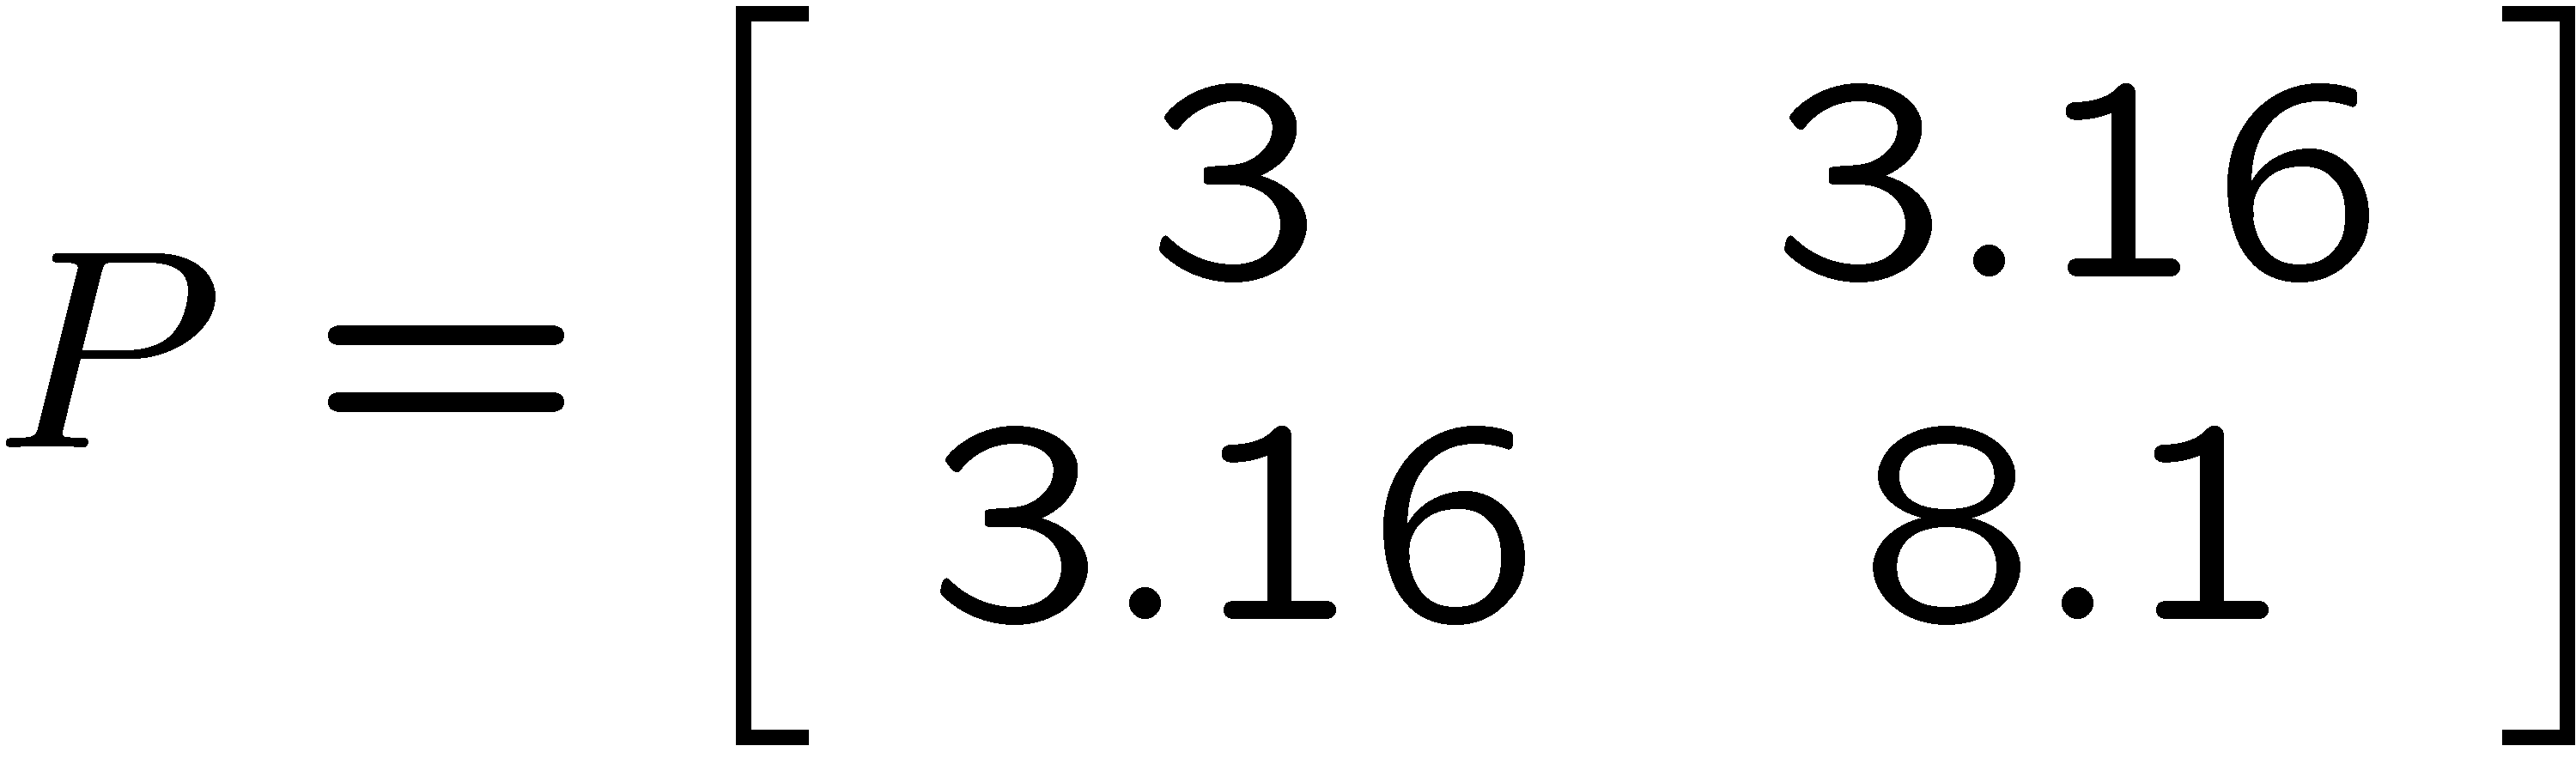 P = [ 3 3.16
3.16 8.1 ]